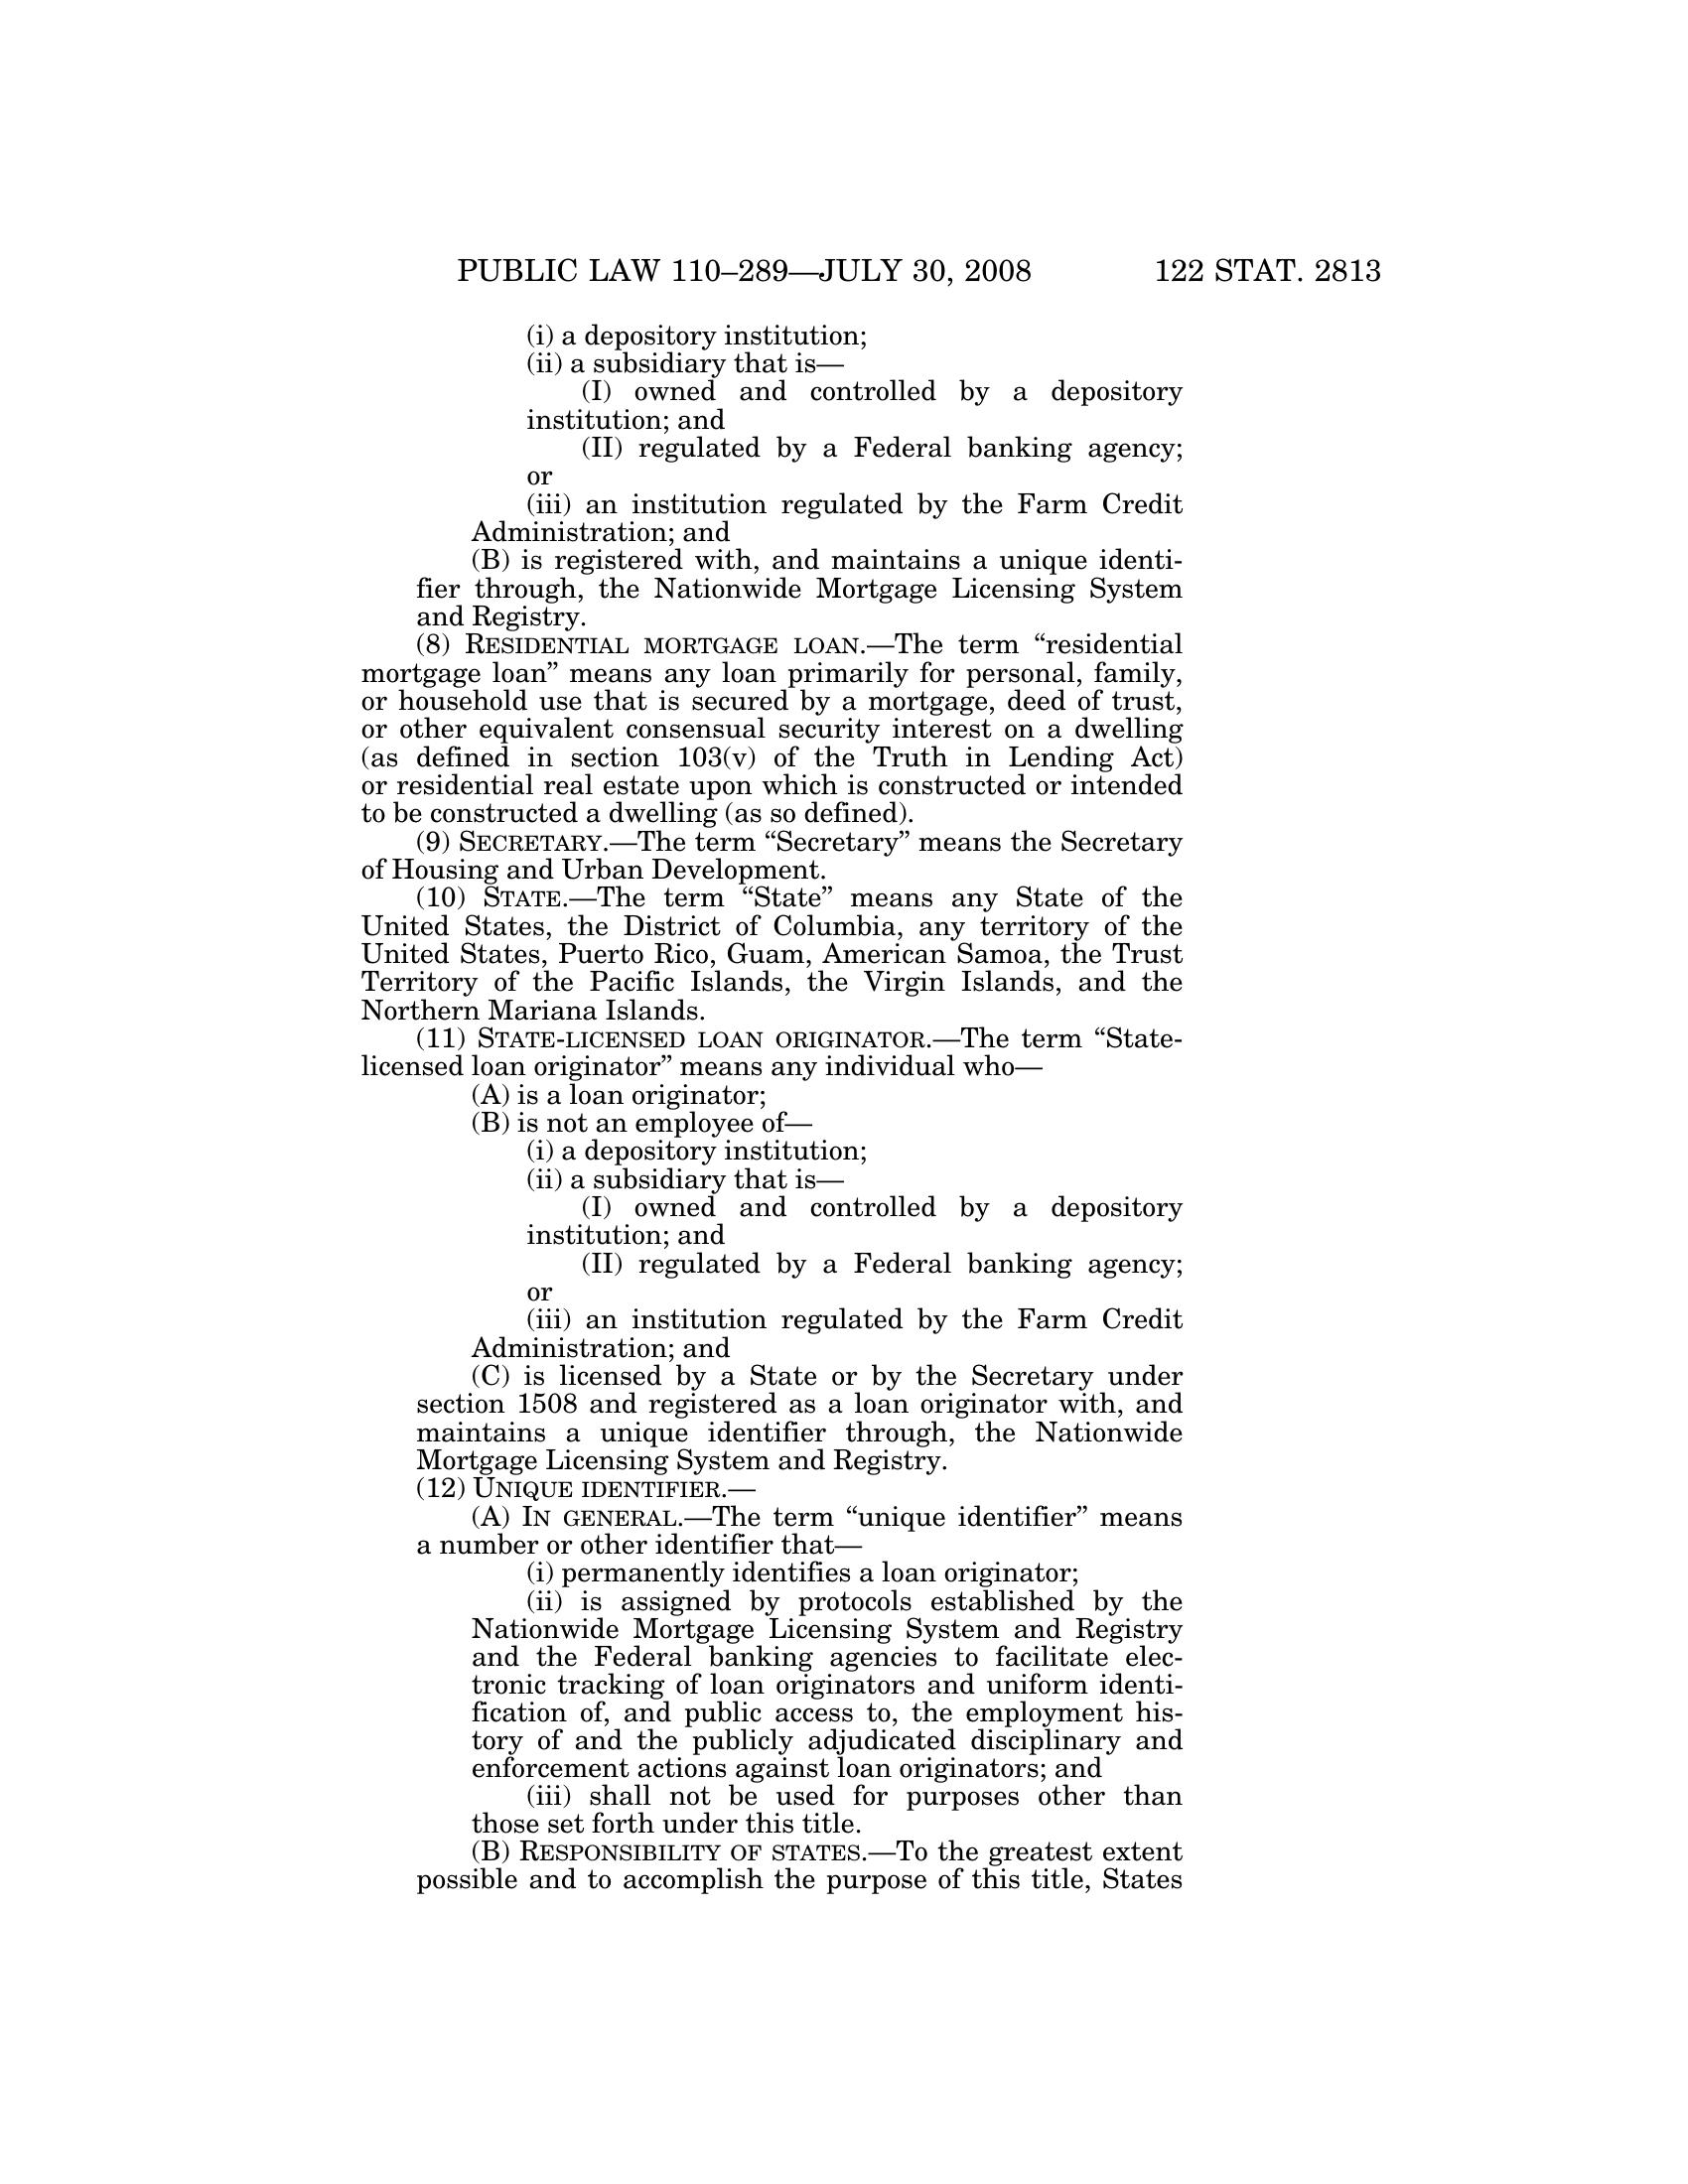 PUBLIC LAW 110–289—JULY 30, 2008 122 STAT. 2813
(i) a depository institution;
(ii) a subsidiary that is—
(I) owned and controlled by a depository
institution; and
(II) regulated by a Federal banking agency;
or
(iii) an institution regulated by the Farm Credit
Administration; and
(B) is registered with, and maintains a unique identi-
fier through, the Nationwide Mortgage Licensing System
and Registry.
(8) RESIDENTIAL MORTGAGE LOAN.—The term “residential
mortgage loan” means any loan primarily for personal, family,
or household use that is secured by a mortgage, deed of trust,
or other equivalent consensual security interest on a dwelling
(as defined in section 103(v) of the Truth in Lending Act)
or residential real estate upon which is constructed or intended
to be constructed a dwelling (as so defined).
(9) SECRETARY.—The term “Secretary” means the Secretary
of Housing and Urban Development.
(10) STATE.—The term “State” means any State of the
United States, the District of Columbia, any territory of the
United States, Puerto Rico, Guam, American Samoa, the Trust
Territory of the Pacific Islands, the Virgin Islands, and the
Northern Mariana Islands.
(11) STATE-LICENSED LOAN ORIGINATOR.—The term “State-
licensed loan originator” means any individual who—
(A) is a loan originator;
(B) is not an employee of—
(i) a depository institution;
(ii) a subsidiary that is—
(I) owned and controlled by a depository
institution; and
(II) regulated by a Federal banking agency;
or
(iii) an institution regulated by the Farm Credit
Administration; and
(C) is licensed by a State or by the Secretary under
section 1508 and registered as a loan originator with, and
maintains a unique identifier through, the Nationwide
Mortgage Licensing System and Registry.
(12) UNIQUE IDENTIFIER.—
(A) IN GENERAL.—The term “unique identifier” means
a number or other identifier that—
(i) permanently identifies a loan originator;
(ii) is assigned by protocols established by the
Nationwide Mortgage Licensing System and Registry
and the Federal banking agencies to facilitate elec-
tronic tracking of loan originators and uniform identi-
fication of, and public access to, the employment his-
tory of and the publicly adjudicated disciplinary and
enforcement actions against loan originators; and
(iii) shall not be used for purposes other than
those set forth under this title.
(B) RESPONSIBILITY OF STATES.—To the greatest extent
possible and to accomplish the purpose of this title, States